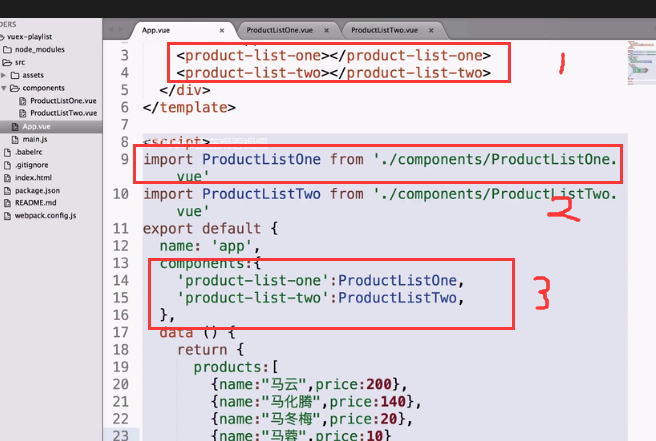 DERS
vuex-playlist
node_modules
src
assets
components
ProductListOne.vue
ProductListTwo.vue
App.vue
main.js
.babelrc
.gitignore
index.html
package.json
README.md
webpack.config.js
App.vue × ProductListOne.vue × ProductListTwo.vue ×
3 <product-list-one></product-list-one>
4 <product-list-two></product-list-two>
5 </div>
6 </template>
7
8 <script>
9 import ProductListOne from './components/ProductListOne.
vue'
10 import ProductListTwo from './components/ProductListTwo.
vue'
11 export default {
12 name: 'app',
13 components:{
14 'product-list-one':ProductListOne,
15 'product-list-two':ProductListTwo,
16 },
17 data () {
18 return {
19 products:[
20 {name:"马云",price:200},
21 {name:"马化腾",price:140},
22 {name:"马冬梅",price:20},
23 {name:"马蓉",price:10}
1
2
3